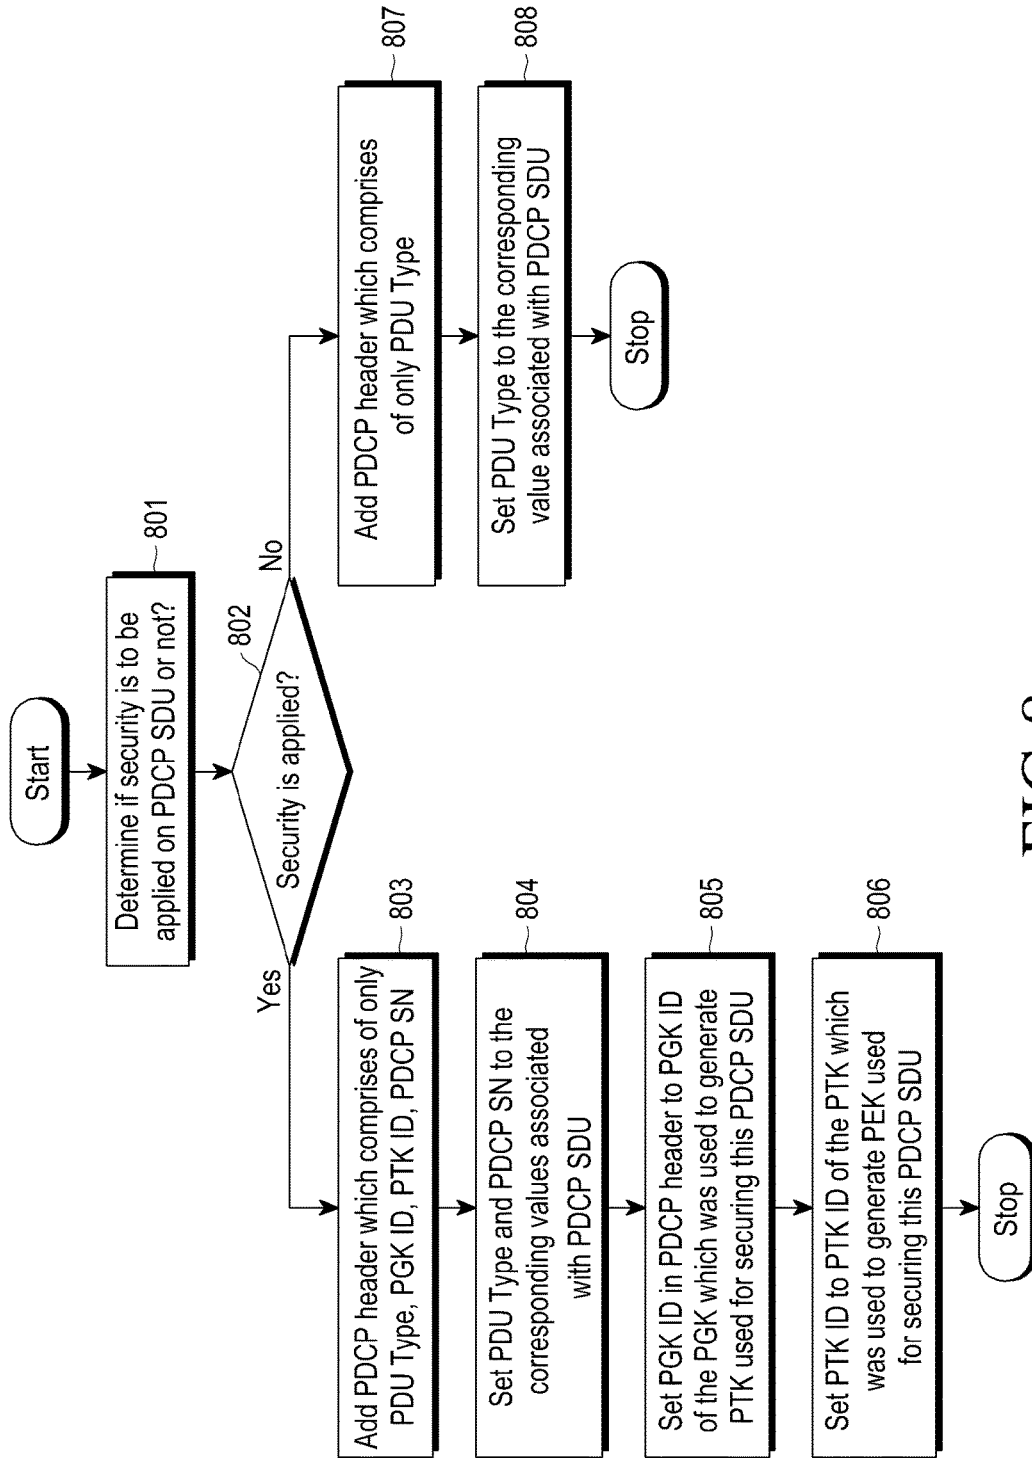 Start
Determine if security is to be
applied on PDCP SDU or not?
801
Security is applied?
802
Yes
No
Add PDCP header which comprises of only
PDU Type, PGK ID, PTK ID, PDCP SN
803
Set PDU Type and PDCP SN to the
corresponding values associated
with PDCP SDU
804
Set PGK ID in PDCP header to PGK ID
of the PGK which was used to generate
PTK used for securing this PDCP SDU
805
Set PTK ID to PTK ID of the PTK which
was used to generate PEK used
for securing this PDCP SDU
806
Stop
Add PDCP header which comprises
of only PDU Type
807
Set PDU Type to the corresponding
value associated with PDCP SDU
808
Stop